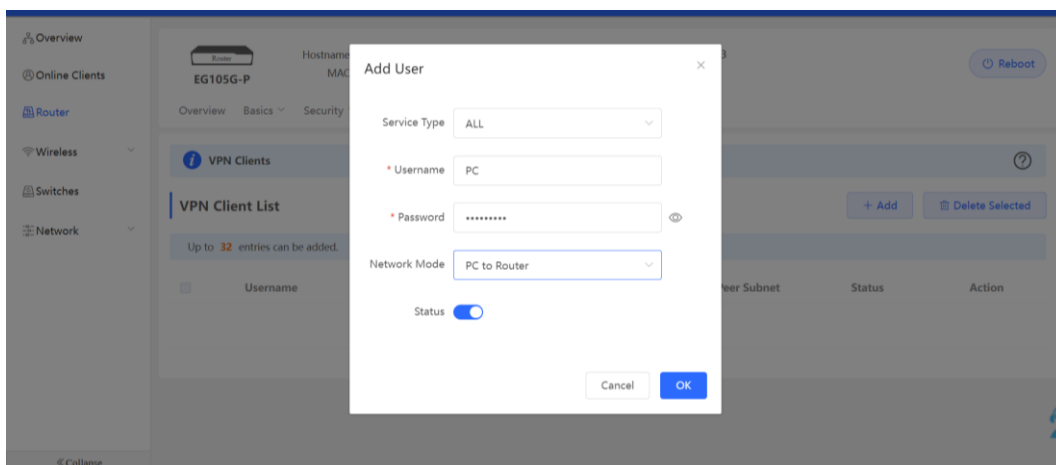 Overview
Online Clients
Router
Wireless
Switches
Network
Collapse
Router
EG105G-P
Hostname
MAC
3
Reboot
Overview Basics Security
VPN Clients
VPN Client List
+ Add
Delete Selected
Up to 32 entries can be added.
Username
Peer Subnet
Status
Action
Add User
Service Type ALL
* Username PC
* Password •••••••••
Network Mode PC to Router
Status
Cancel
OK